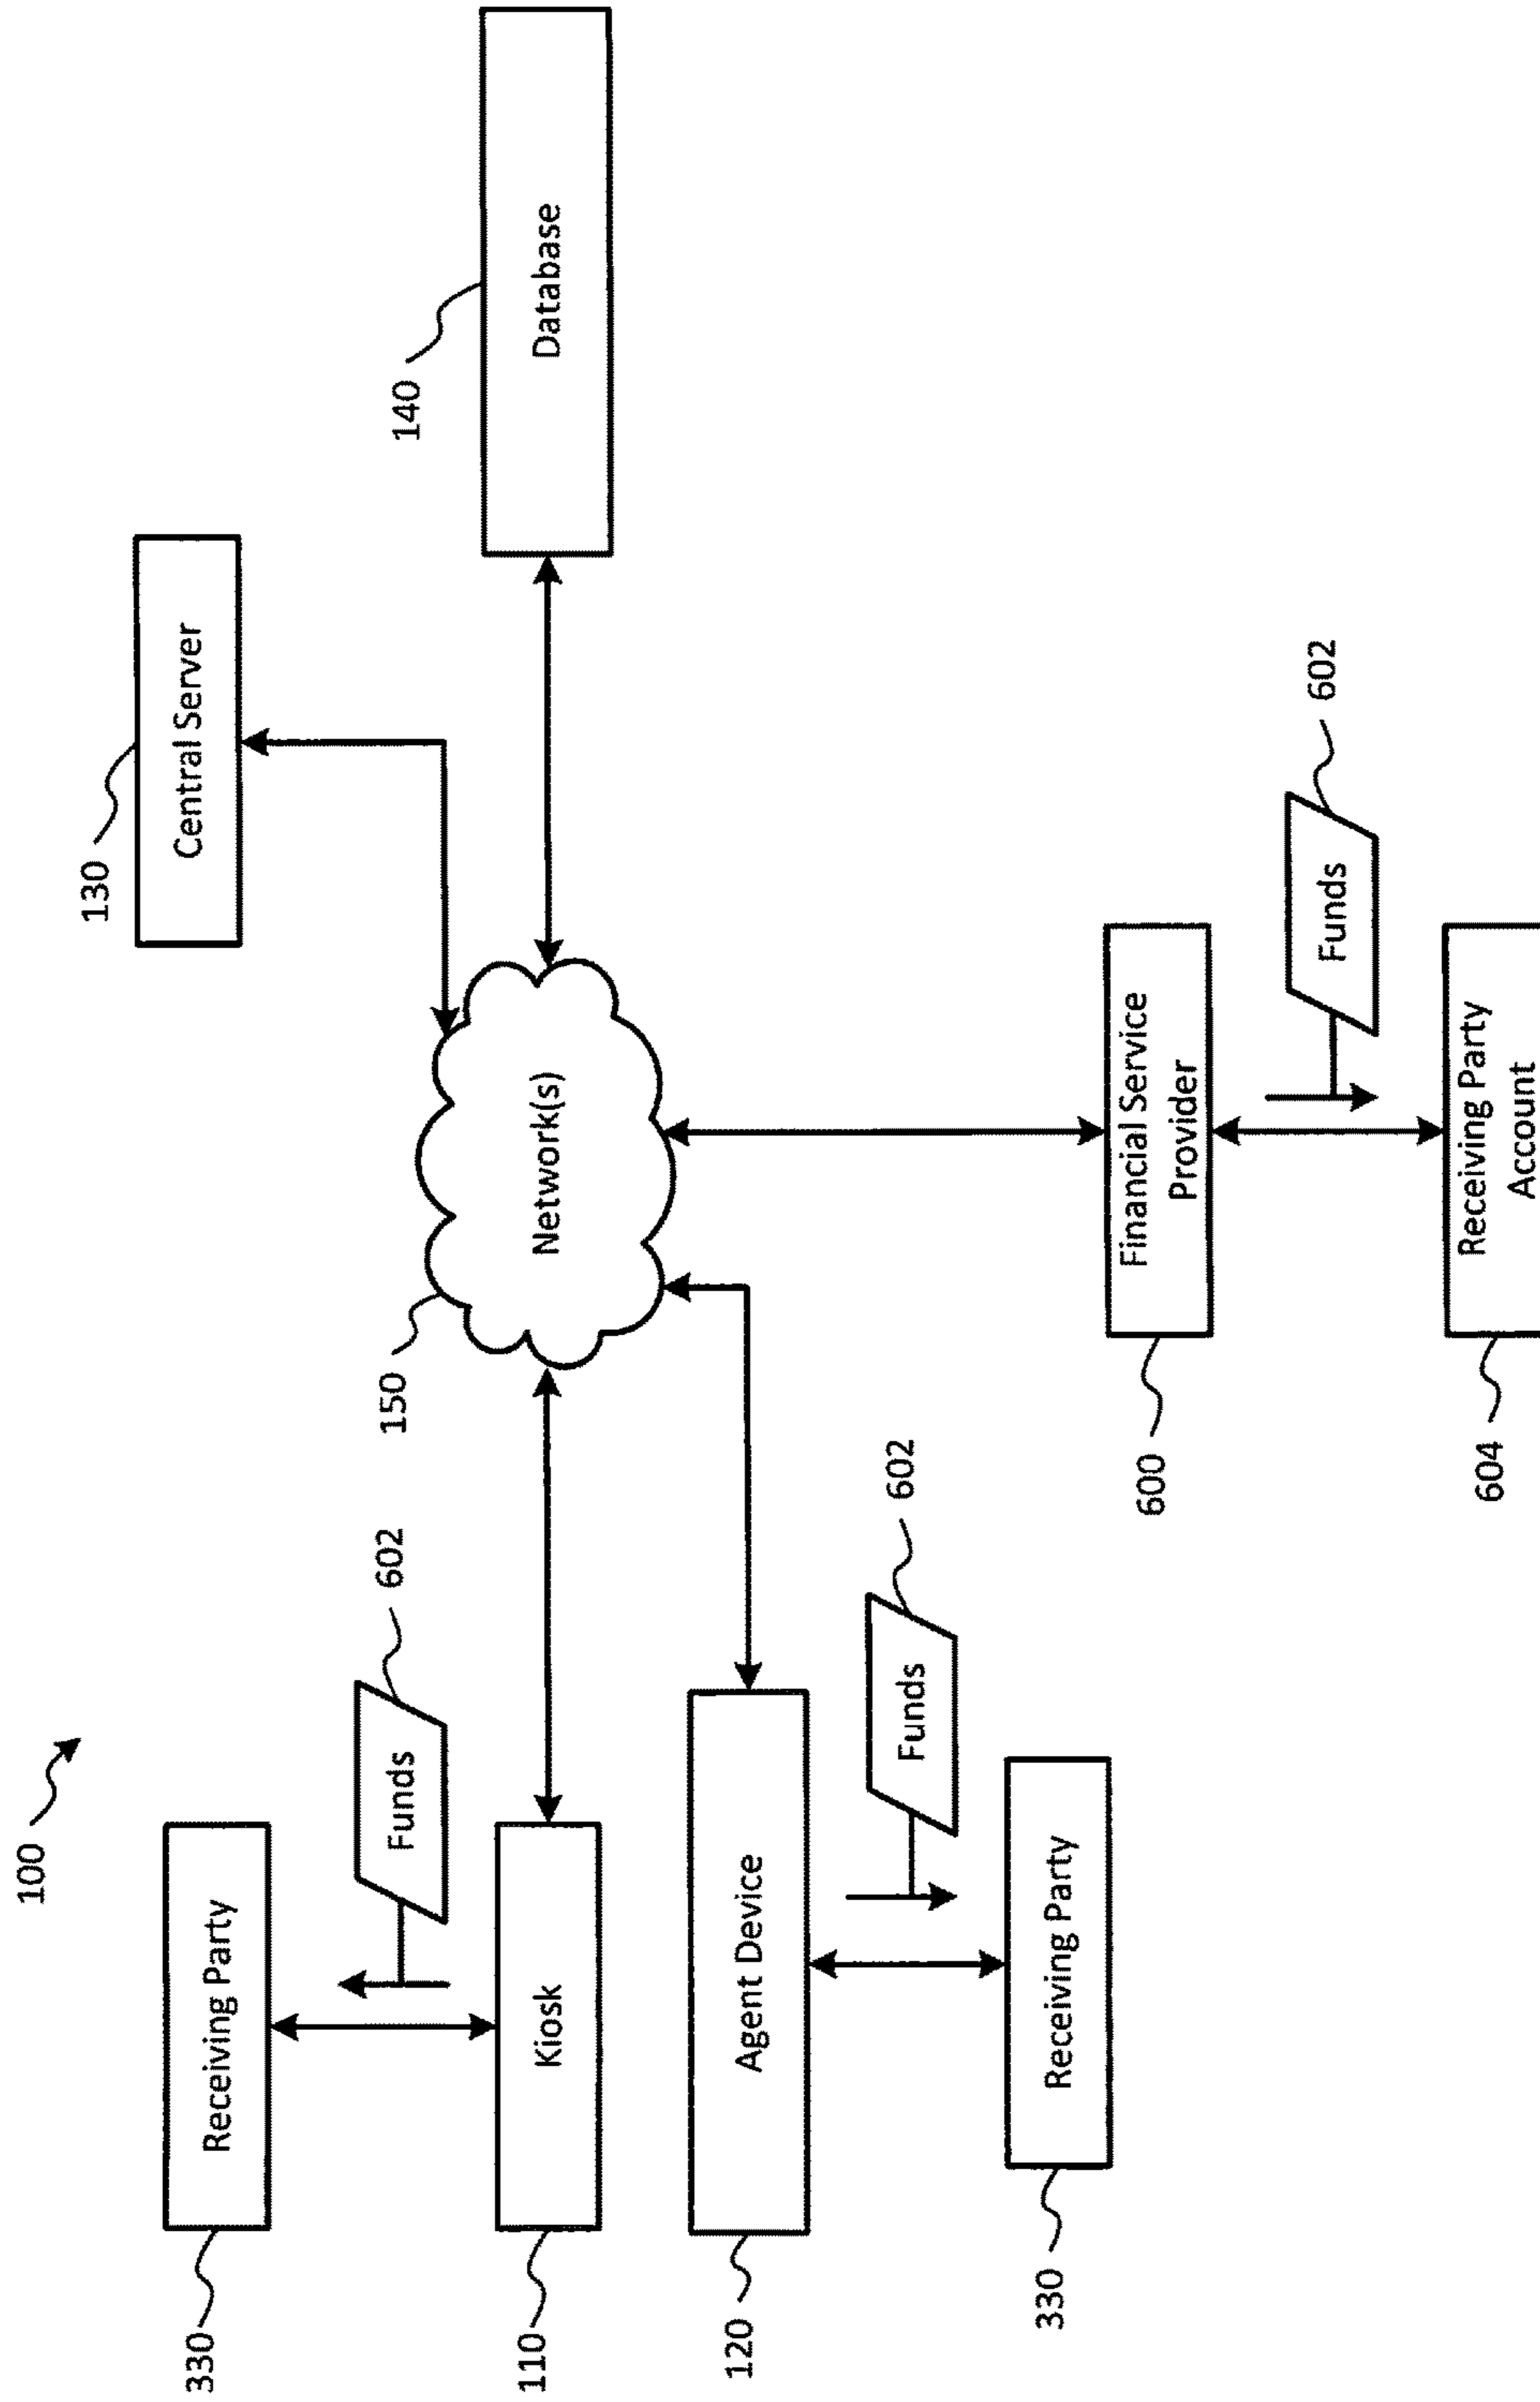 100
130
Central Server
330
Receiving Party
602
Funds
150
140
110
Kiosk
Network(s)
Database
120
Agent Device
602
Funds
330
Receiving Party
600
Financial Service
Provider
602
Funds
604
Receiving Party
Account